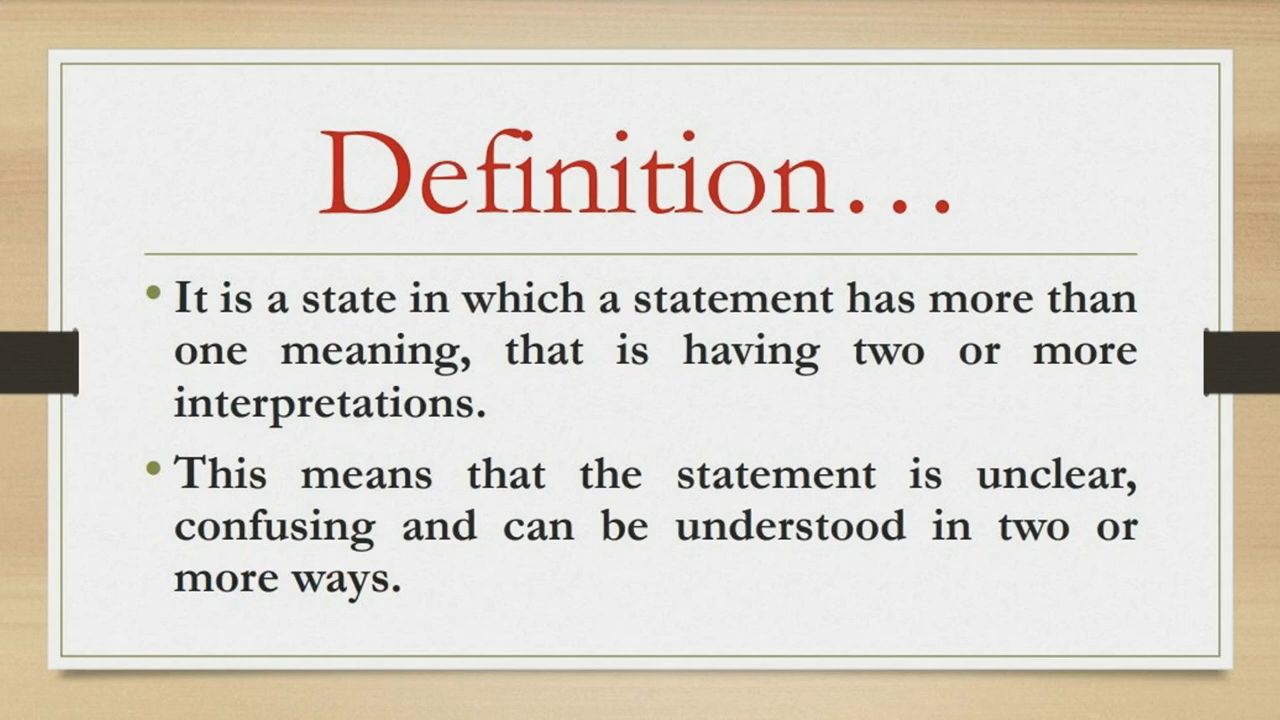 Definition…
• It is a state in which a statement has more than
one meaning, that is having two or more
interpretations.
• This means that the statement is unclear,
confusing and can be understood in two or
more ways.